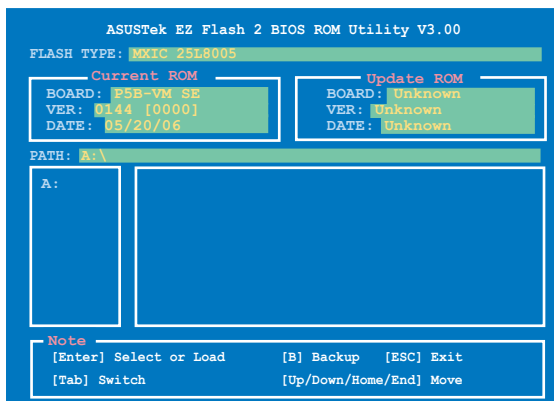 ASUSTek EZ Flash 2 BIOS ROM Utility V3.00
FLASH TYPE: MXIC 25L8005
Current ROM
BOARD: P5B-VM SE
VER: 0144 [0000]
DATE: 05/20/06
Update ROM
BOARD: Unknown
VER: Unknown
DATE: Unknown
PATH: A:\
A:
Note
[Enter] Select or Load [B] Backup [ESC] Exit
[Tab] Switch [Up/Down/Home/End] Move